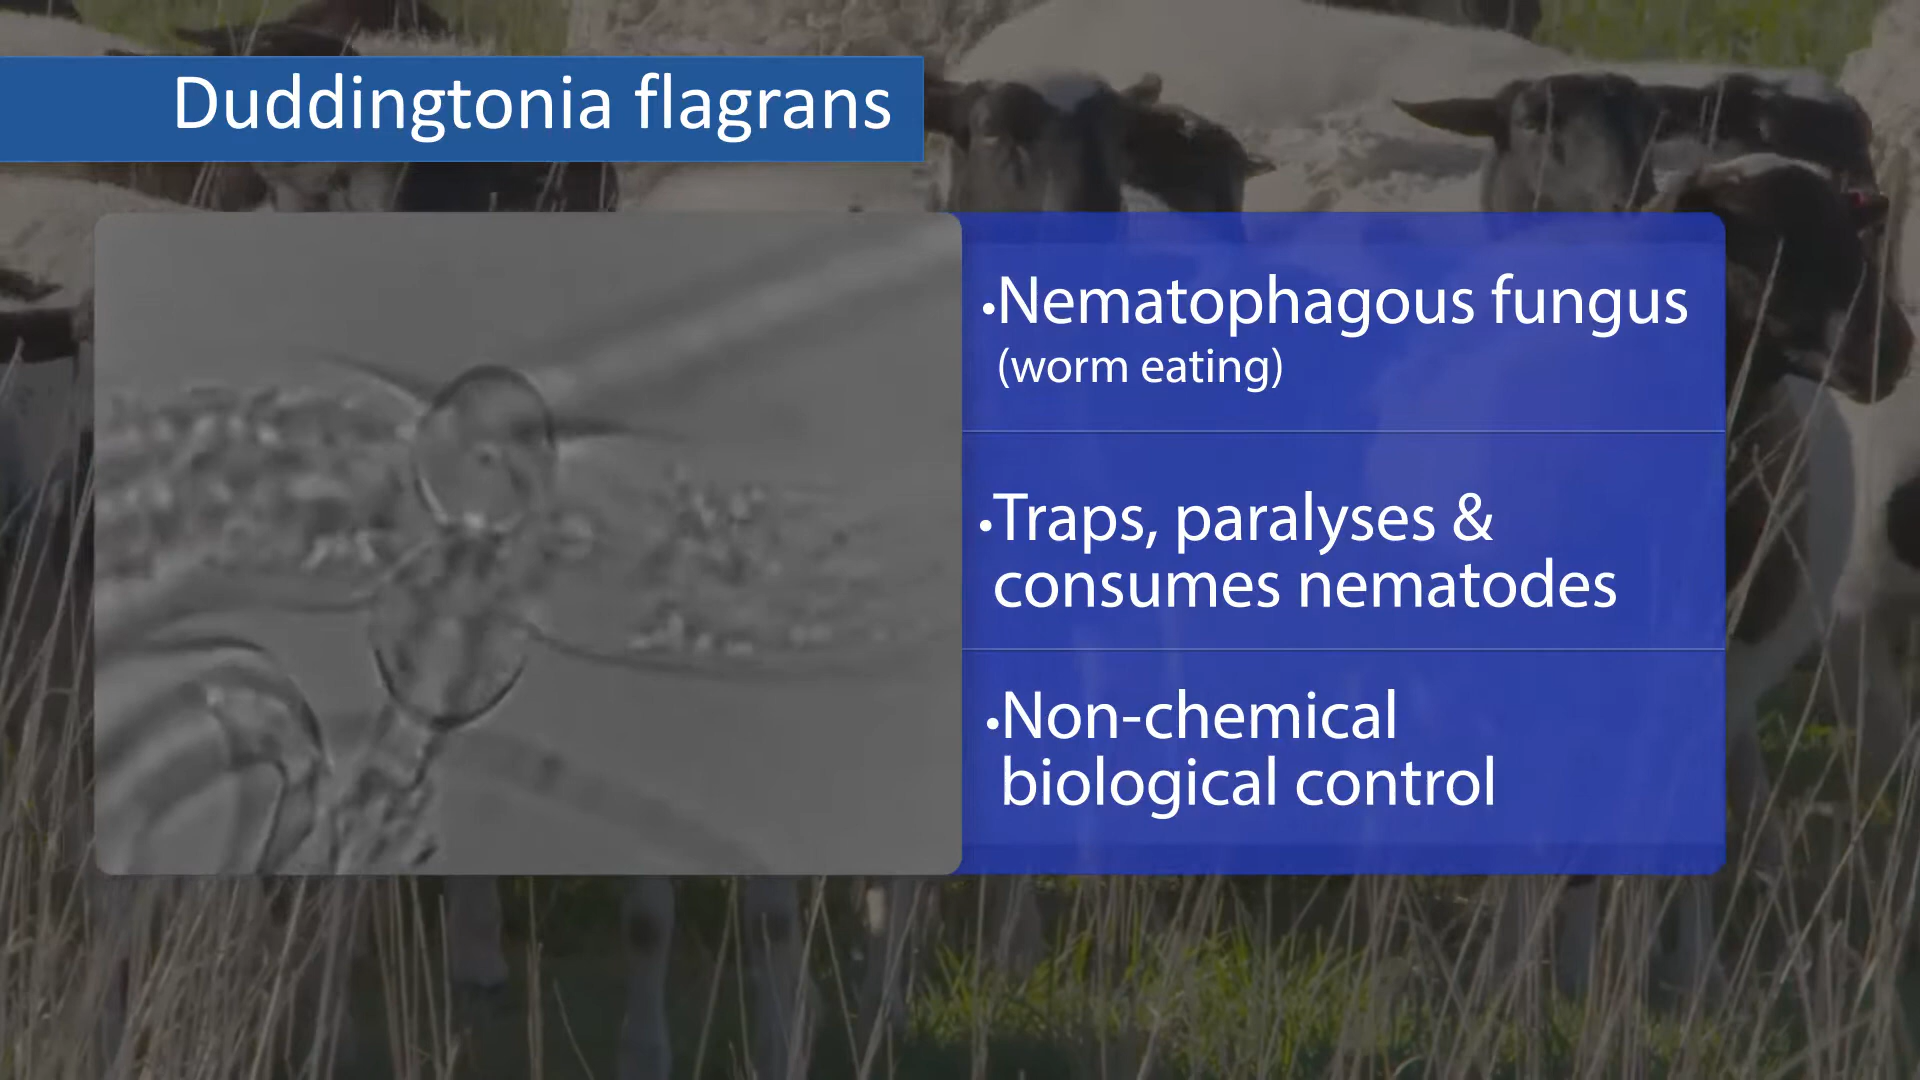 Duddingtonia flagrans
•Nematophagous fungus
(worm eating)
•Traps, paralyses &
consumes nematodes
•Non-chemical
biological control